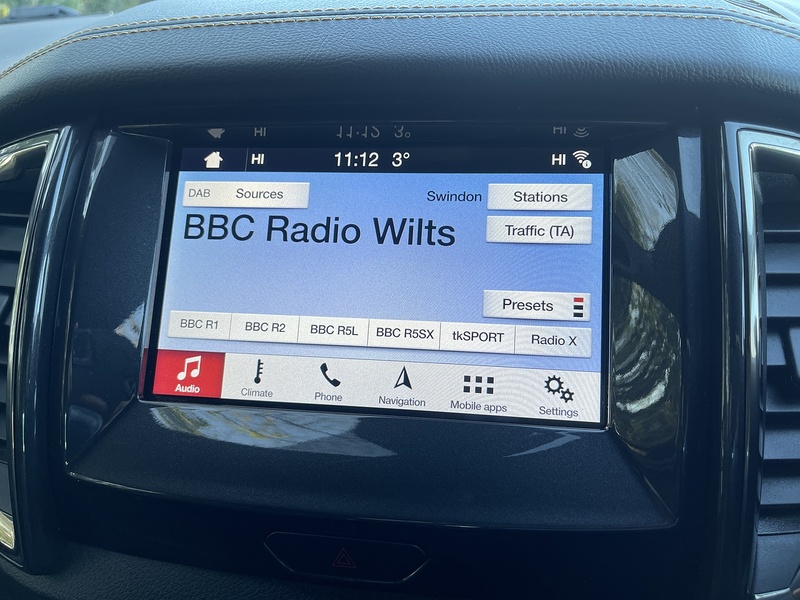 HI 11:12 3° HI
DAB Sources Swindon Stations
BBC Radio Wilts
Traffic (TA)
Presets
BBC R1 BBC R2 BBC R5L BBC R5SX tkSPORT Radio X
Audio Climate Phone Navigation Mobile apps Settings